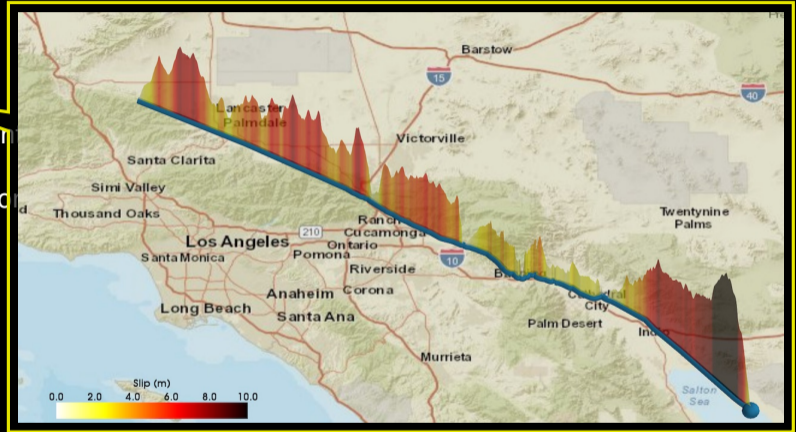 Barstow
15
40
Lancaster
Palmdale
Victorville
Santa Clarita
Simi Valley
Thousand Oaks
Twentynine
Palms
210
Los Angeles
Santa Monica
Cucamonga
Ontario
Pomona
10
Riverside
Anaheim
Corona
Long Beach
Santa Ana
Cathedral
City
Palm Desert
Murrieta
Salton
Sea
Slip (m)
0.0 2.0 4.0 6.0 8.0 10.0